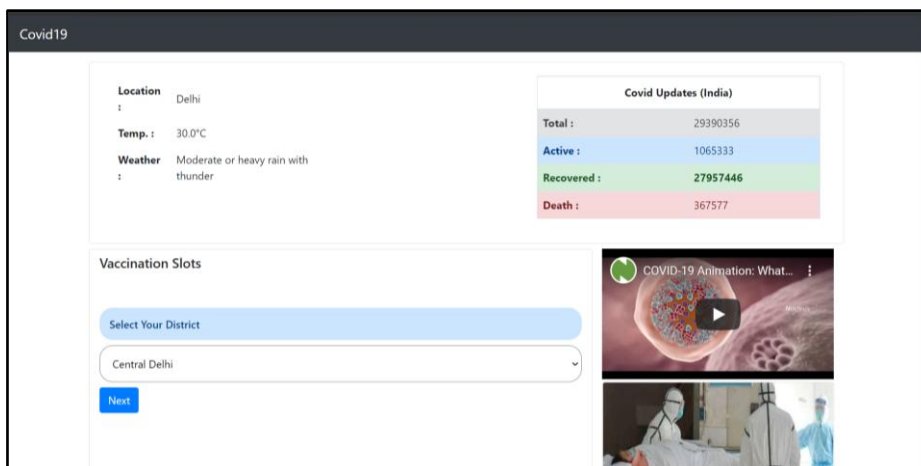 Covid19
Location
:
Delhi
Temp. :
30.0°C
Weather
:
Moderate or heavy rain with
thunder
Covid Updates (India)
Total :
29390356
Active :
1065333
Recovered :
27957446
Death :
367577
Vaccination Slots
Select Your District
Central Delhi
Next
COVID-19 Animation: What...